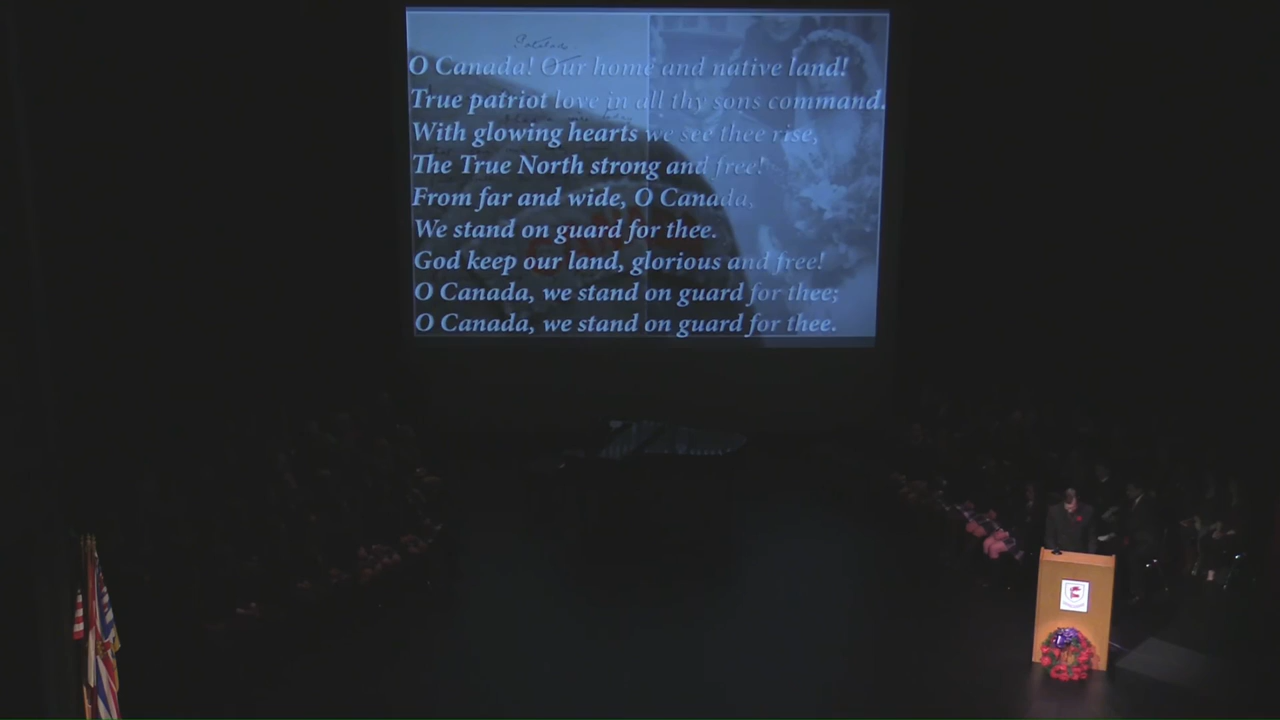 O Canada! Our home and native land!
True patriot love in all thy sons command.
With glowing hearts we see thee rise,
The True North strong and free!
From far and wide, O Canada,
We stand on guard for thee.
God keep our land, glorious and free!
O Canada, we stand on guard for thee;
O Canada, we stand on guard for thee.